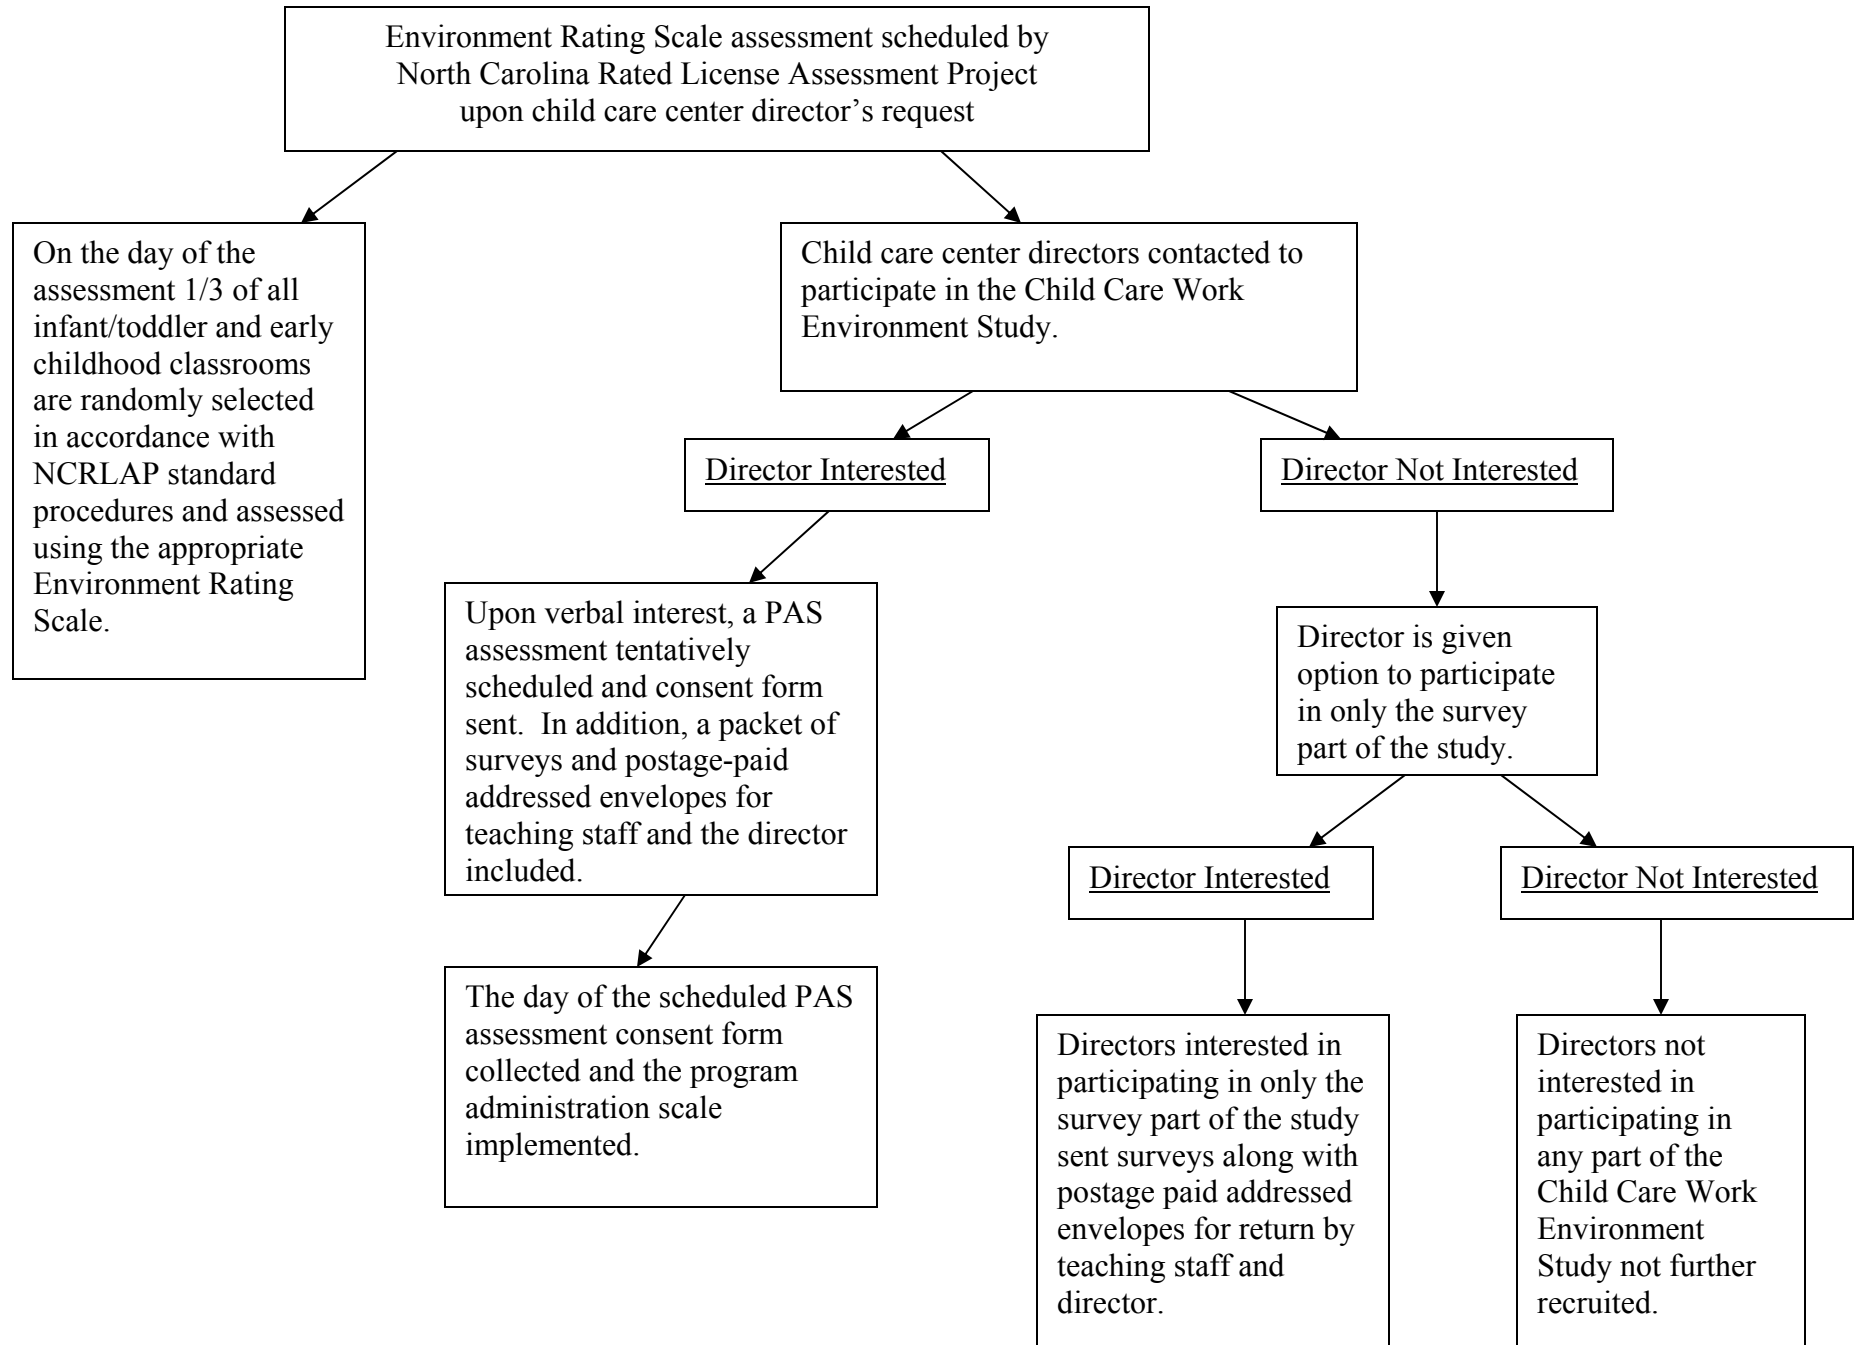 Environment Rating Scale assessment scheduled by
North Carolina Rated License Assessment Project
upon child care center director’s request
On the day of the
assessment 1/3 of all
infant/toddler and early
childhood classrooms
are randomly selected
in accordance with
NCRLAP standard
procedures and assessed
using the appropriate
Environment Rating
Scale.
Child care center directors contacted to
participate in the Child Care Work
Environment Study.
Director Interested
Director Not Interested
Upon verbal interest, a PAS
assessment tentatively
scheduled and consent form
sent.  In addition, a packet of
surveys and postage-paid
addressed envelopes for
teaching staff and the director
included.
Director is given
option to participate
in only the survey
part of the study.
Director Interested
Director Not Interested
The day of the scheduled PAS
assessment consent form
collected and the program
administration scale
implemented.
Directors interested in
participating in only the
survey part of the study
sent surveys along with
postage paid addressed
envelopes for return by
teaching staff and
director.
Directors not
interested in
participating in
any part of the
Child Care Work
Environment
Study not further
recruited.